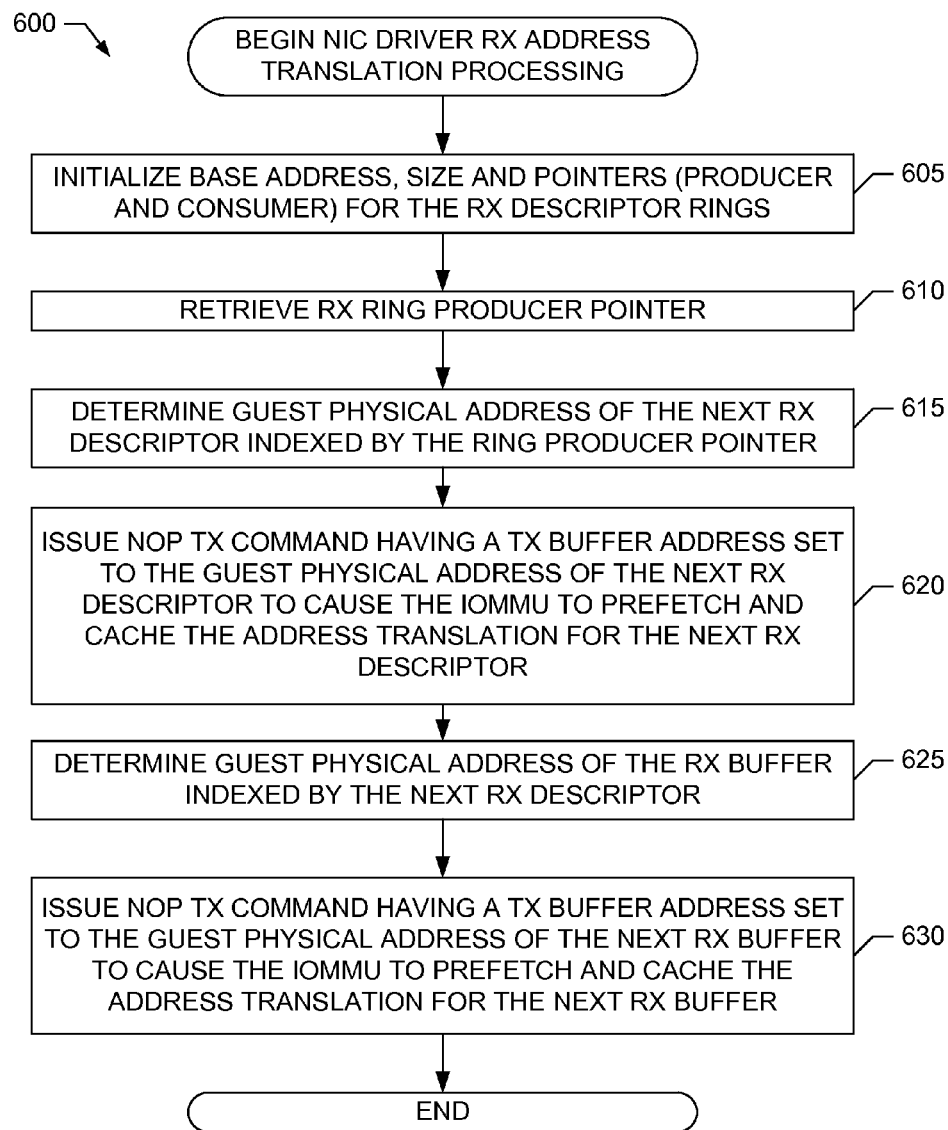 600
BEGIN NIC DRIVER RX ADDRESS
TRANSLATION PROCESSING
INITIALIZE BASE ADDRESS, SIZE AND POINTERS (PRODUCER
AND CONSUMER) FOR THE RX DESCRIPTOR RINGS
605
RETRIEVE RX RING PRODUCER POINTER
610
DETERMINE GUEST PHYSICAL ADDRESS OF THE NEXT RX
DESCRIPTOR INDEXED BY THE RING PRODUCER POINTER
615
ISSUE NOP TX COMMAND HAVING A TX BUFFER ADDRESS SET
TO THE GUEST PHYSICAL ADDRESS OF THE NEXT RX
DESCRIPTOR TO CAUSE THE IOMMU TO PREFETCH AND
CACHE THE ADDRESS TRANSLATION FOR THE NEXT RX
DESCRIPTOR
620
DETERMINE GUEST PHYSICAL ADDRESS OF THE RX BUFFER
INDEXED BY THE NEXT RX DESCRIPTOR
625
ISSUE NOP TX COMMAND HAVING A TX BUFFER ADDRESS SET
TO THE GUEST PHYSICAL ADDRESS OF THE NEXT RX BUFFER
TO CAUSE THE IOMMU TO PREFETCH AND CACHE THE
ADDRESS TRANSLATION FOR THE NEXT RX BUFFER
630
END